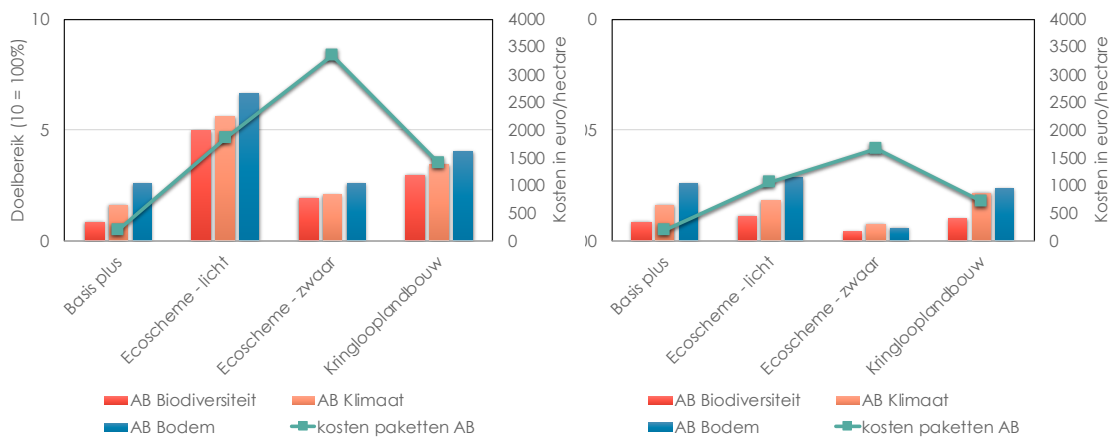 10
5
0
Doelbereik (10 = 100%)
4000
3500
3000
2500
2000
1500
1000
500
0
Kosten in euro/hectare
Basis plus
Ecoscheme - licht
Ecoscheme - zwaar
Kringlooplandbouw
AB Biodiversiteit
AB Klimaat
AB Bodem
kosten paketten AB
0
15
00
4000
3500
3000
2500
2000
1500
1000
500
0
Kosten in euro/hectare
Basis plus
Ecoscheme - licht
Ecoscheme - zwaar
Kringlooplandbouw
AB Biodiversiteit
AB Klimaat
AB Bodem
kosten paketten AB